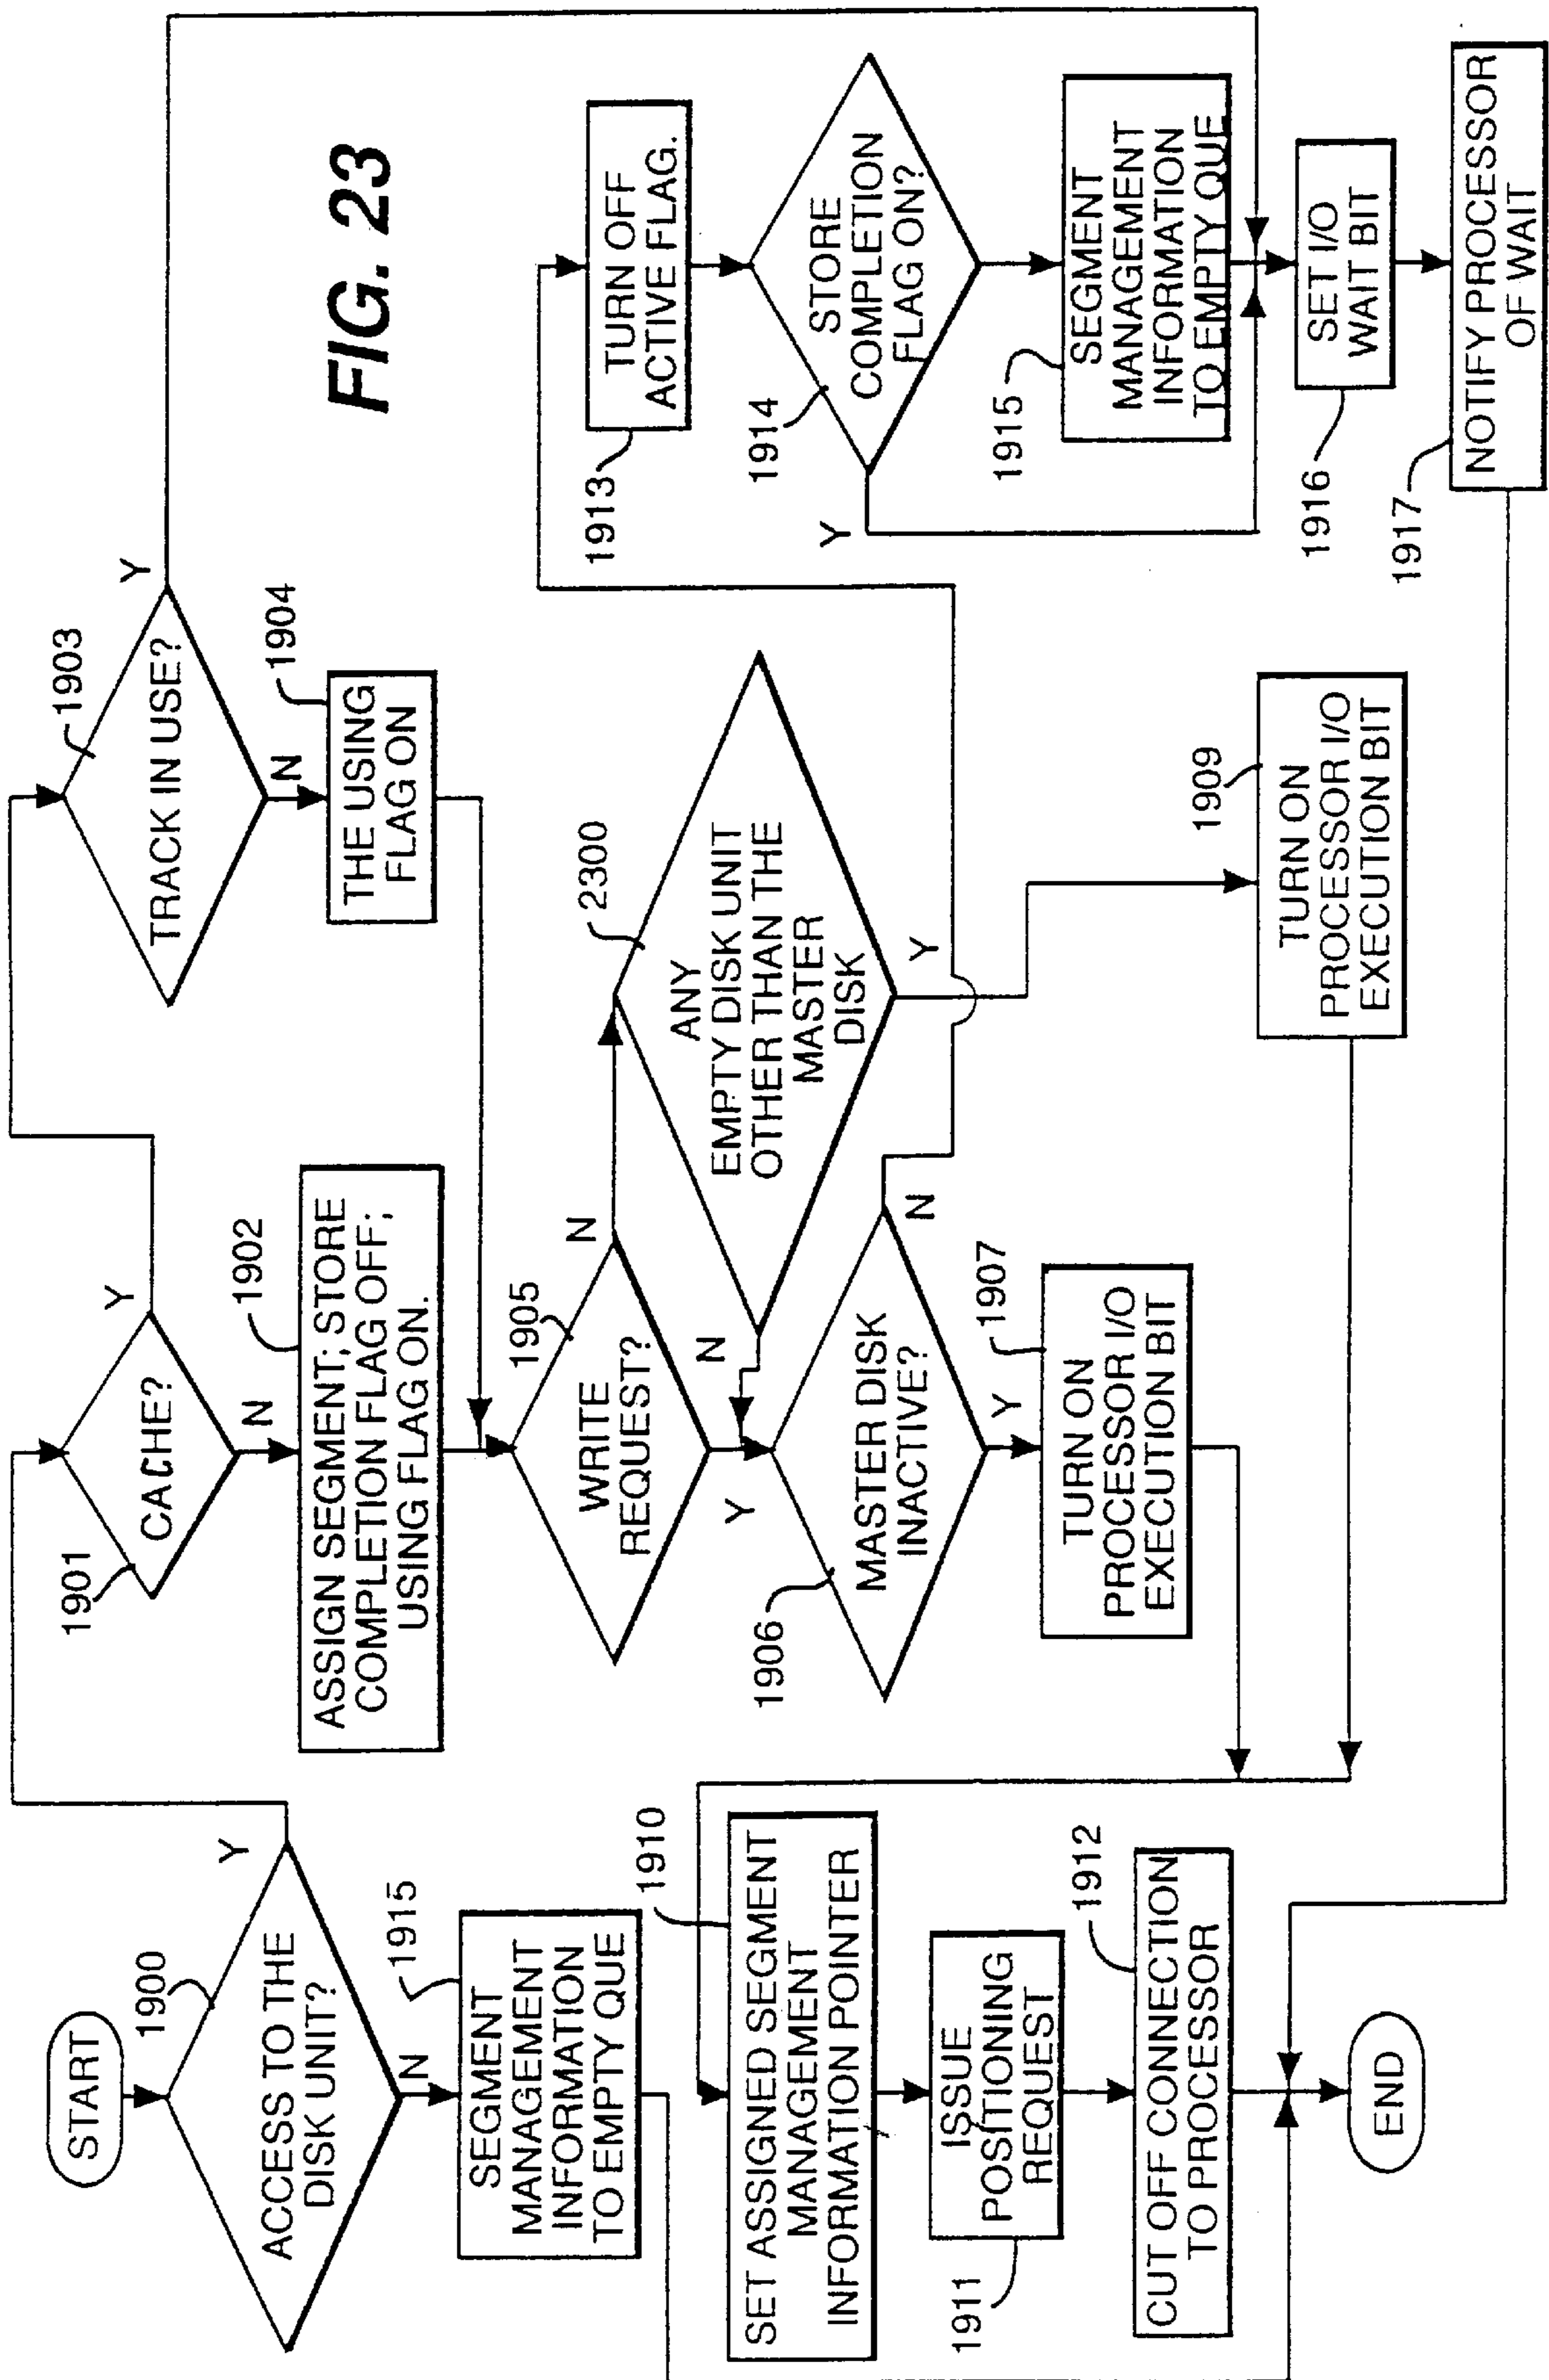 FIG. 23
START
1900
ACCESS TO THE
DISK UNIT?
Y
N
1915
SEGMENT
MANAGEMENT
INFORMATION
TO EMPTY QUE
1910
SET ASSIGNED SEGMENT
MANAGEMENT
INFORMATION POINTER
1911
ISSUE
POSITIONING
REQUEST
1912
CUT OFF CONNECTION
TO PROCESSOR
END
1901
CACHE?
Y
N
1902
ASSIGN SEGMENT; STORE
COMPLETION FLAG OFF;
USING FLAG ON.
1905
WRITE
REQUEST?
N
Y
1906
MASTER DISK
INACTIVE?
N
Y
1907
TURN ON
PROCESSOR I/O
EXECUTION BIT
1903
TRACK IN USE?
Y
N
1904
THE USING
FLAG ON
2300
ANY
EMPTY DISK UNIT
OTHER THAN THE
MASTER
DISK
N
Y
1909
TURN ON
PROCESSOR I/O
EXECUTION BIT
1913
TURN OFF
ACTIVE FLAG.
1914
STORE
COMPLETION
FLAG ON?
Y
1915
SEGMENT
MANAGEMENT
INFORMATION
TO EMPTY QUE
1916
SET I/O
WAIT BIT
1917
NOTIFY PROCESSOR
OF WAIT